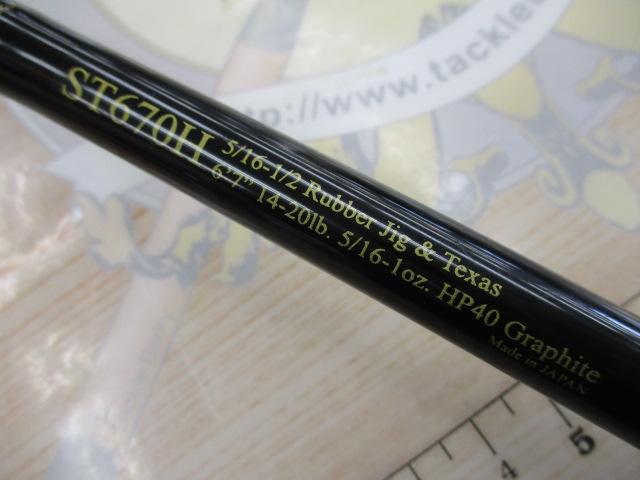 http://www.tackleb
ST670H
5/16-1/2 Rubber Jig & Texas
6'7" 14-20lb. 5/16-1oz. HP40 Graphite
Made in JAPAN
4 5